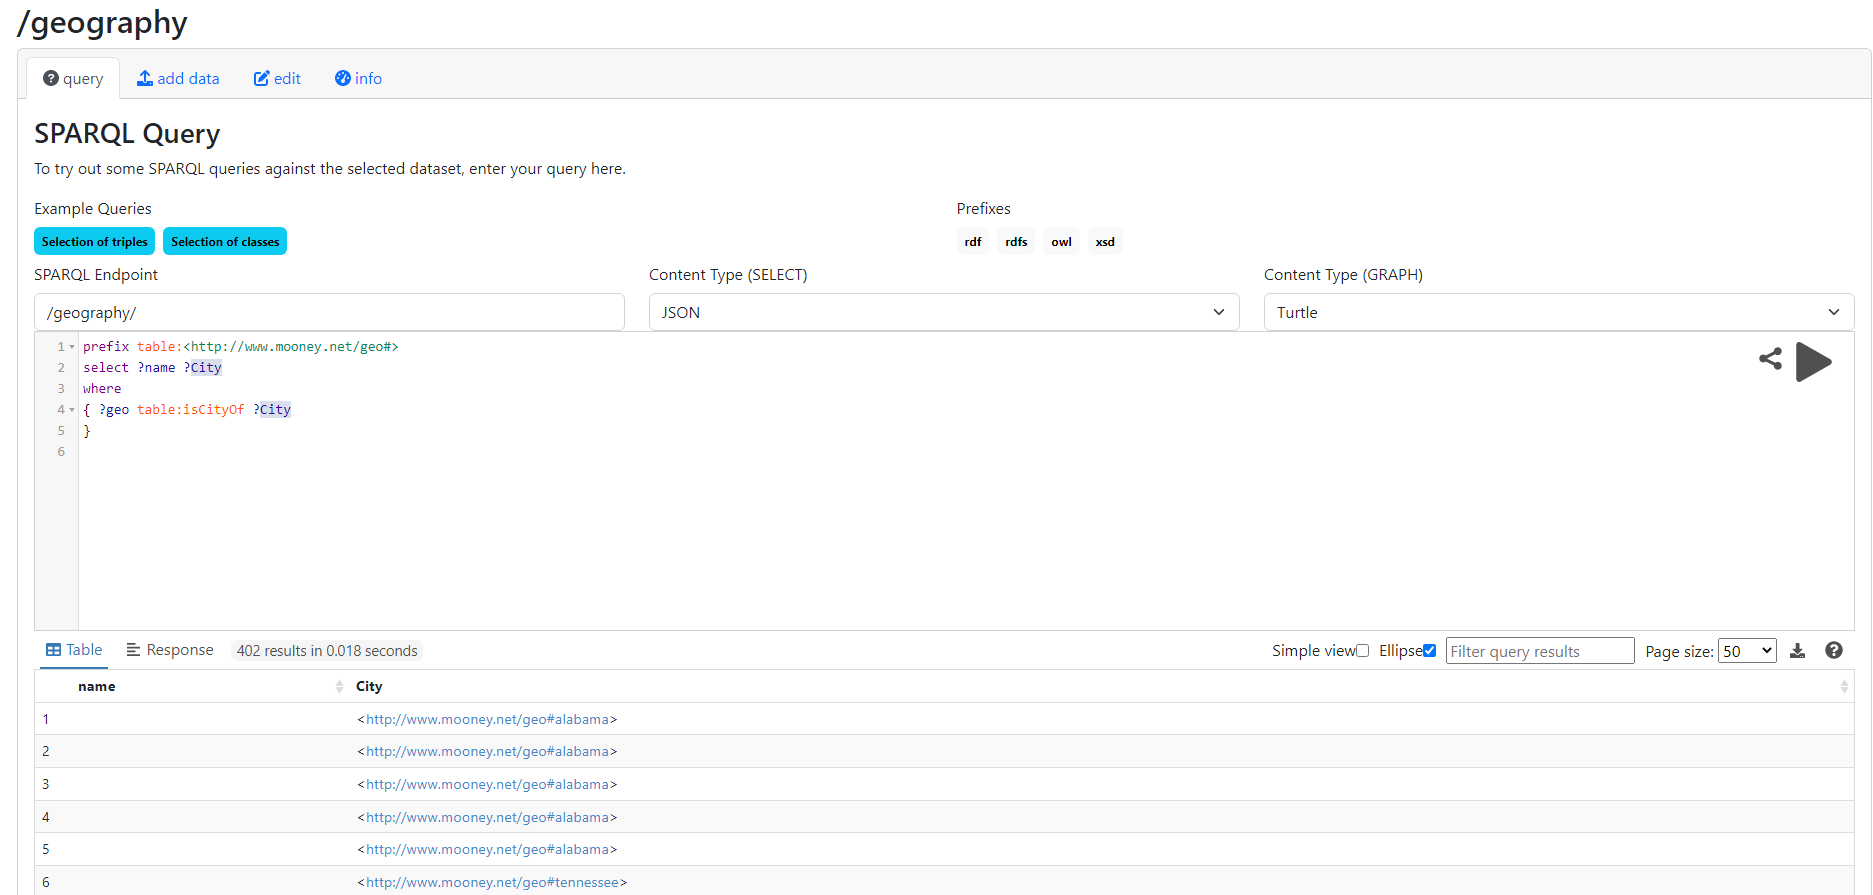 /geography
query add data edit info
SPARQL Query
To try out some SPARQL queries against the selected dataset, enter your query here.
Example Queries Prefixes
Selection of triples Selection of classes rdf rdfs owl xsd
SPARQL Endpoint Content Type (SELECT) Content Type (GRAPH)
/geography/ JSON Turtle
1 prefix table:<http://www.mooney.net/geo#>
2 select ?name ?City
3 where
4 { ?geo table:isCityOf ?City
5 }
6
Table Response 402 results in 0.018 seconds Simple view Ellipse Filter query results Page size: 50
name City
1 <http://www.mooney.net/geo#alabama>
2 <http://www.mooney.net/geo#alabama>
3 <http://www.mooney.net/geo#alabama>
4 <http://www.mooney.net/geo#alabama>
5 <http://www.mooney.net/geo#alabama>
6 <http://www.mooney.net/geo#tennessee>